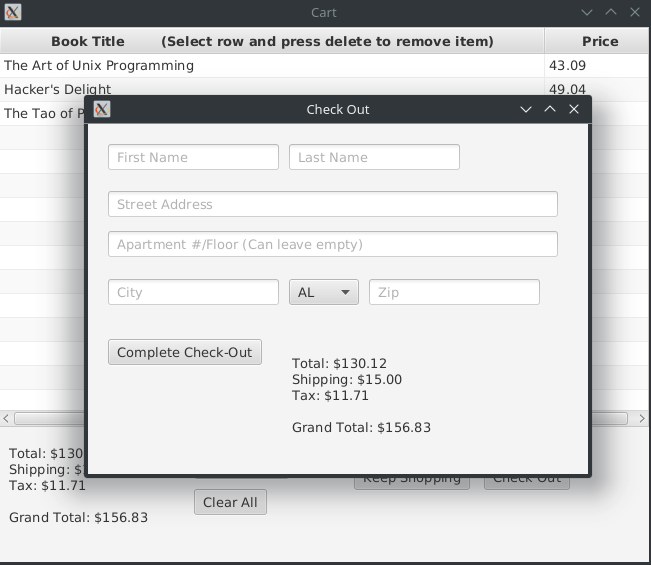 Cart
Book Title (Select row and press delete to remove item) Price
The Art of Unix Programming 43.09
Hacker's Delight 49.04
The Tao of
Check Out
First Name Last Name
Street Address
Apartment #/Floor (Can leave empty)
City AL Zip
Complete Check-Out
Total: $130.12
Shipping: $15.00
Tax: $11.71
Grand Total: $156.83
Total: $130
Shipping:
Tax: $11.71
Keep Shopping Check Out
Clear All
Grand Total: $156.83